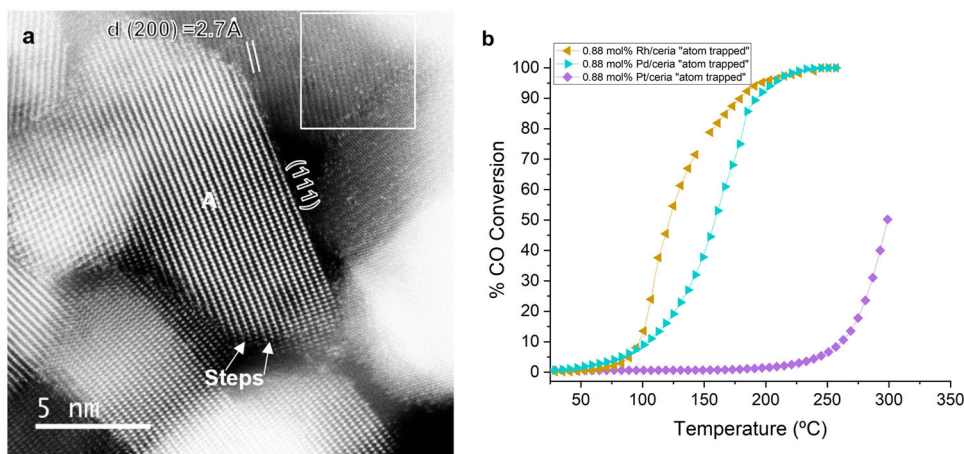 a
d (200) =2.7Å
(111)
A
Steps
5 nm
b
0.88 mol% Rh/ceria "atom trapped"
0.88 mol% Pd/ceria "atom trapped"
0.88 mol% Pt/ceria "atom trapped"
100
90
80
70
60
50
40
30
20
10
0
% CO Conversion
50 100 150 200 250 300 350
Temperature (ºC)